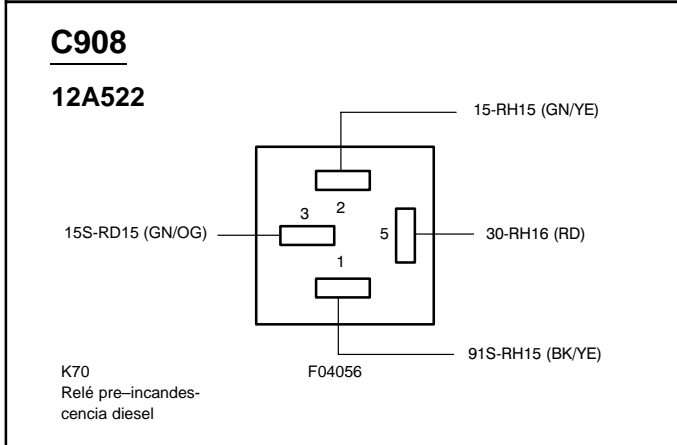 C908
12A522
15-RH15 (GN/YE)
2
3
15S-RD15 (GN/OG)
5
30-RH16 (RD)
1
91S-RH15 (BK/YE)
K70
F04056
Relé pre–incandes-
cencia diesel